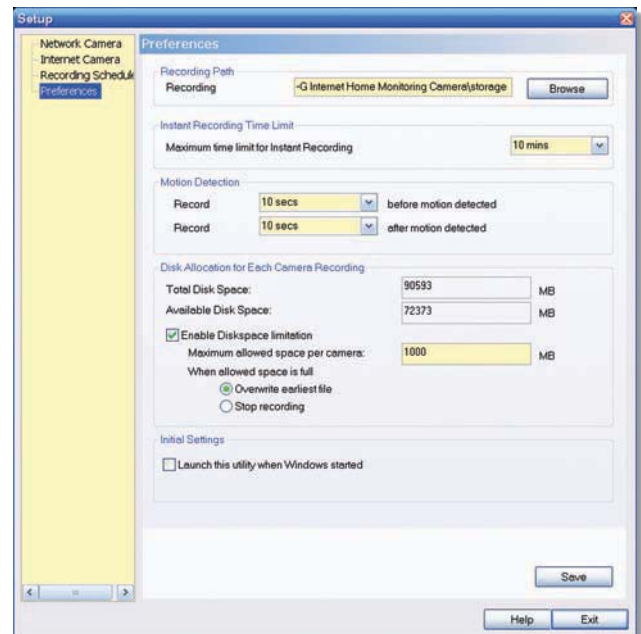 Setup
Network Camera
Internet Camera
Recording Schedul
Preferences
Preferences
Recording Path
Recording -G Internet Home Monitoring Camera\storage Browse
Instant Recording Time Limit
Maximum time limit for Instant Recording 10 mins
Motion Detection
Record 10 secs before motion detected
Record 10 secs after motion detected
Disk Allocation for Each Camera Recording
Total Disk Space: 90593 MB
Available Disk Space: 72373 MB
Enable Diskspace limitation
Maximum allowed space per camera: 1000 MB
When allowed space is full
Overwrite earliest file
Stop recording
Initial Settings
Launch this utility when Windows started
Save
Help Exit